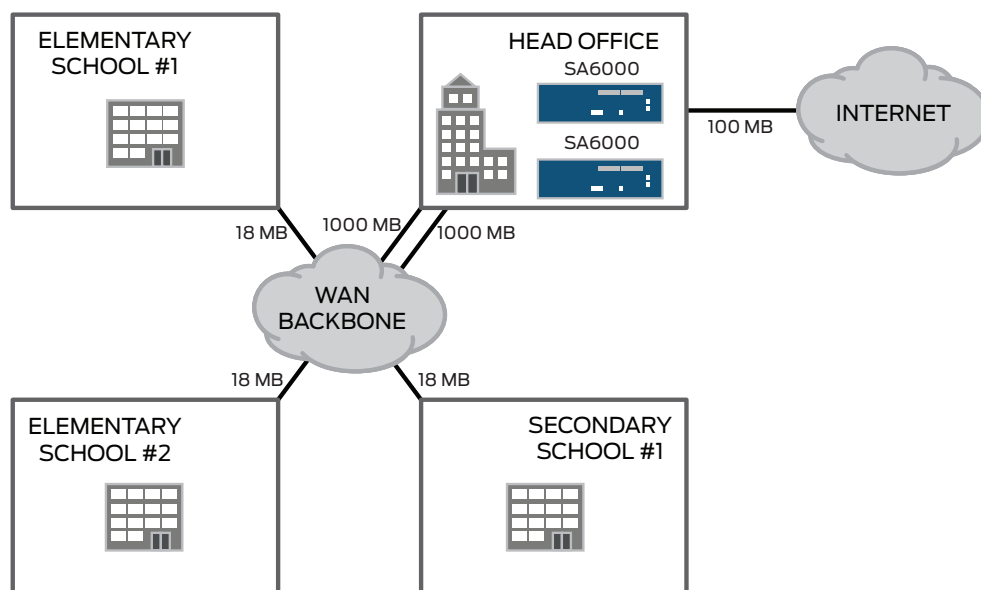 ELEMENTARY
SCHOOL #1
HEAD OFFICE
SA6000
SA6000
100 MB
INTERNET
18 MB
1000 MB
1000 MB
WAN
BACKBONE
18 MB
18 MB
ELEMENTARY
SCHOOL #2
SECONDARY
SCHOOL #1